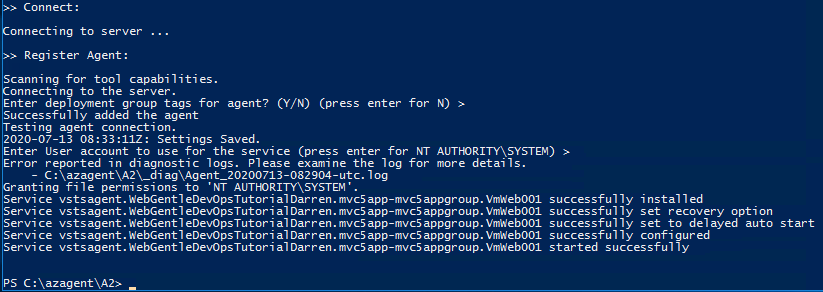 >> Connect:
Connecting to server ...
>> Register Agent:
Scanning for tool capabilities.
Connecting to the server.
Enter deployment group tags for agent? (Y/N) (press enter for N) >
Successfully added the agent
Testing agent connection.
2020-07-13 08:33:11Z: Settings Saved.
Enter User account to use for the service (press enter for NT AUTHORITY\SYSTEM) >
Error reported in diagnostic logs. Please examine the log for more details.
    - C:\azagent\A2\_diag\Agent_20200713-082904-utc.log
Granting file permissions to 'NT AUTHORITY\SYSTEM'.
Service vstsagent.WebGentleDevOpsTutorialDarren.mvc5app-mvc5appgroup.VmWeb001 successfully installed
Service vstsagent.WebGentleDevOpsTutorialDarren.mvc5app-mvc5appgroup.VmWeb001 successfully set recovery option
Service vstsagent.WebGentleDevOpsTutorialDarren.mvc5app-mvc5appgroup.VmWeb001 successfully set to delayed auto start
Service vstsagent.WebGentleDevOpsTutorialDarren.mvc5app-mvc5appgroup.VmWeb001 successfully configured
Service vstsagent.WebGentleDevOpsTutorialDarren.mvc5app-mvc5appgroup.VmWeb001 started successfully
PS C:\azagent\A2> _